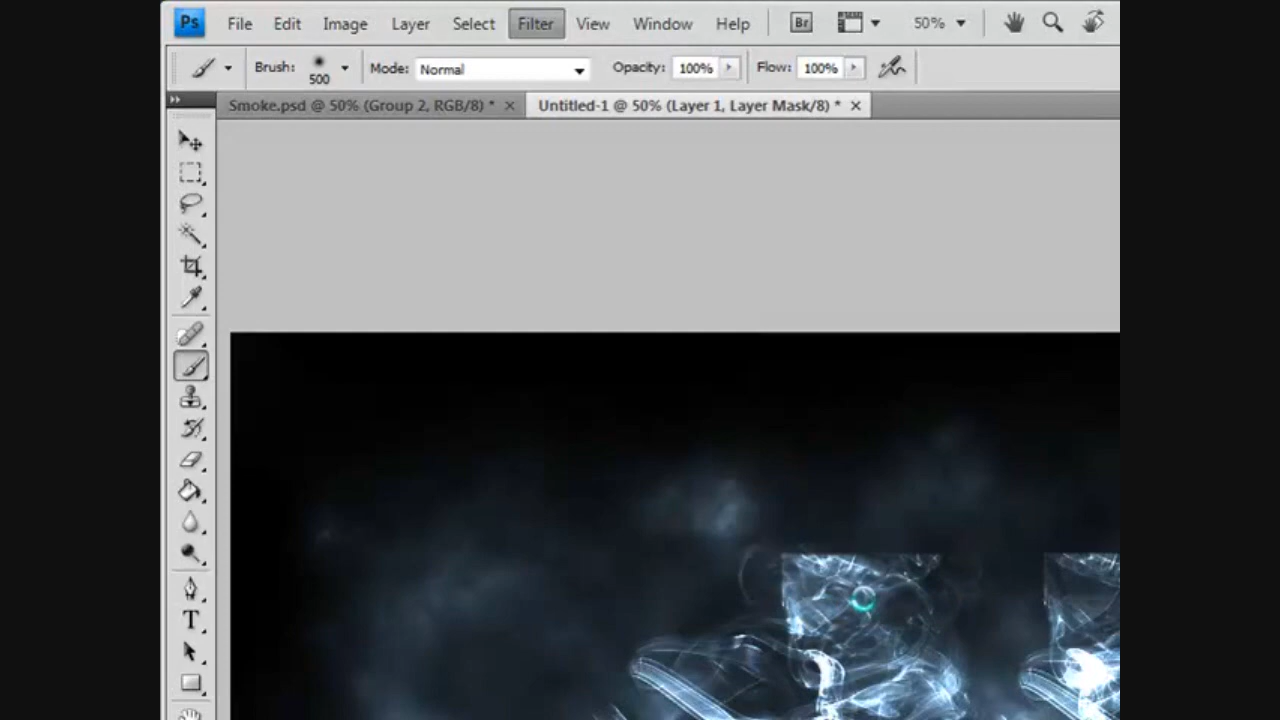 Ps File Edit Image Layer Select Filter View Window Help Br 50%
Brush: 500 Mode: Normal Opacity: 100% Flow: 100%
Smoke.psd @ 50% (Group 2, RGB/8) * × Untitled-1 @ 50% (Layer 1, Layer Mask/8) * ×
T